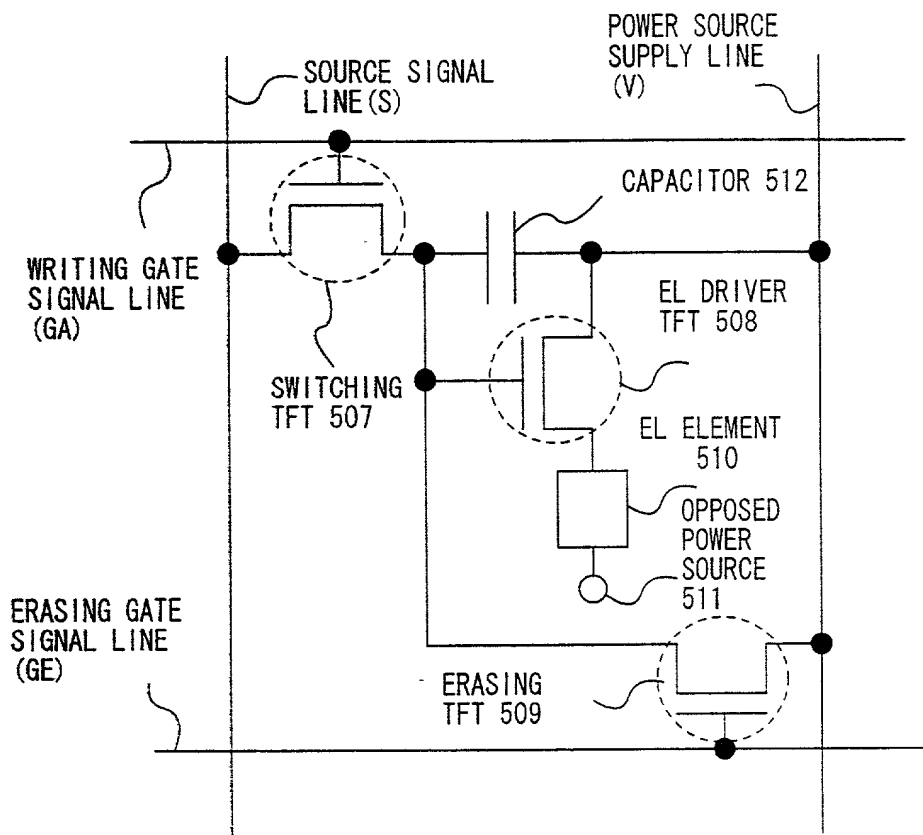 POWER SOURCE
SUPPLY LINE
(V)
SOURCE SIGNAL
LINE(S)
CAPACITOR 512
WRITING GATE
SIGNAL LINE
(GA)
EL DRIVER
TFT 508
SWITCHING
TFT 507
EL ELEMENT
510
OPPOSED
POWER
SOURCE
511
ERASING GATE
SIGNAL LINE
(GE)
ERASING
TFT 509